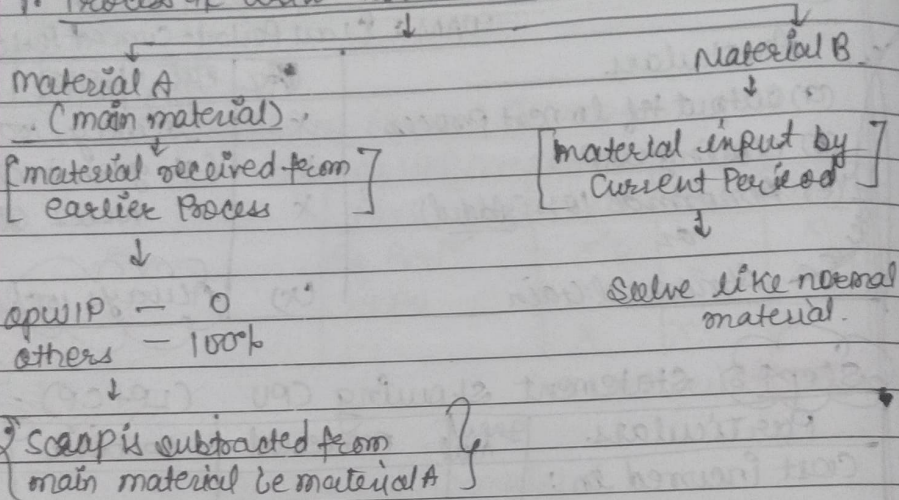 Material A
(main material)
[material received from
earlier Process]
↓
opWIP — 0
others — 100%
↓
{scrap is subtracted from
main material ie material A}
Material B
↓
[material input by
Current Period]
↓
Solve like normal
material.